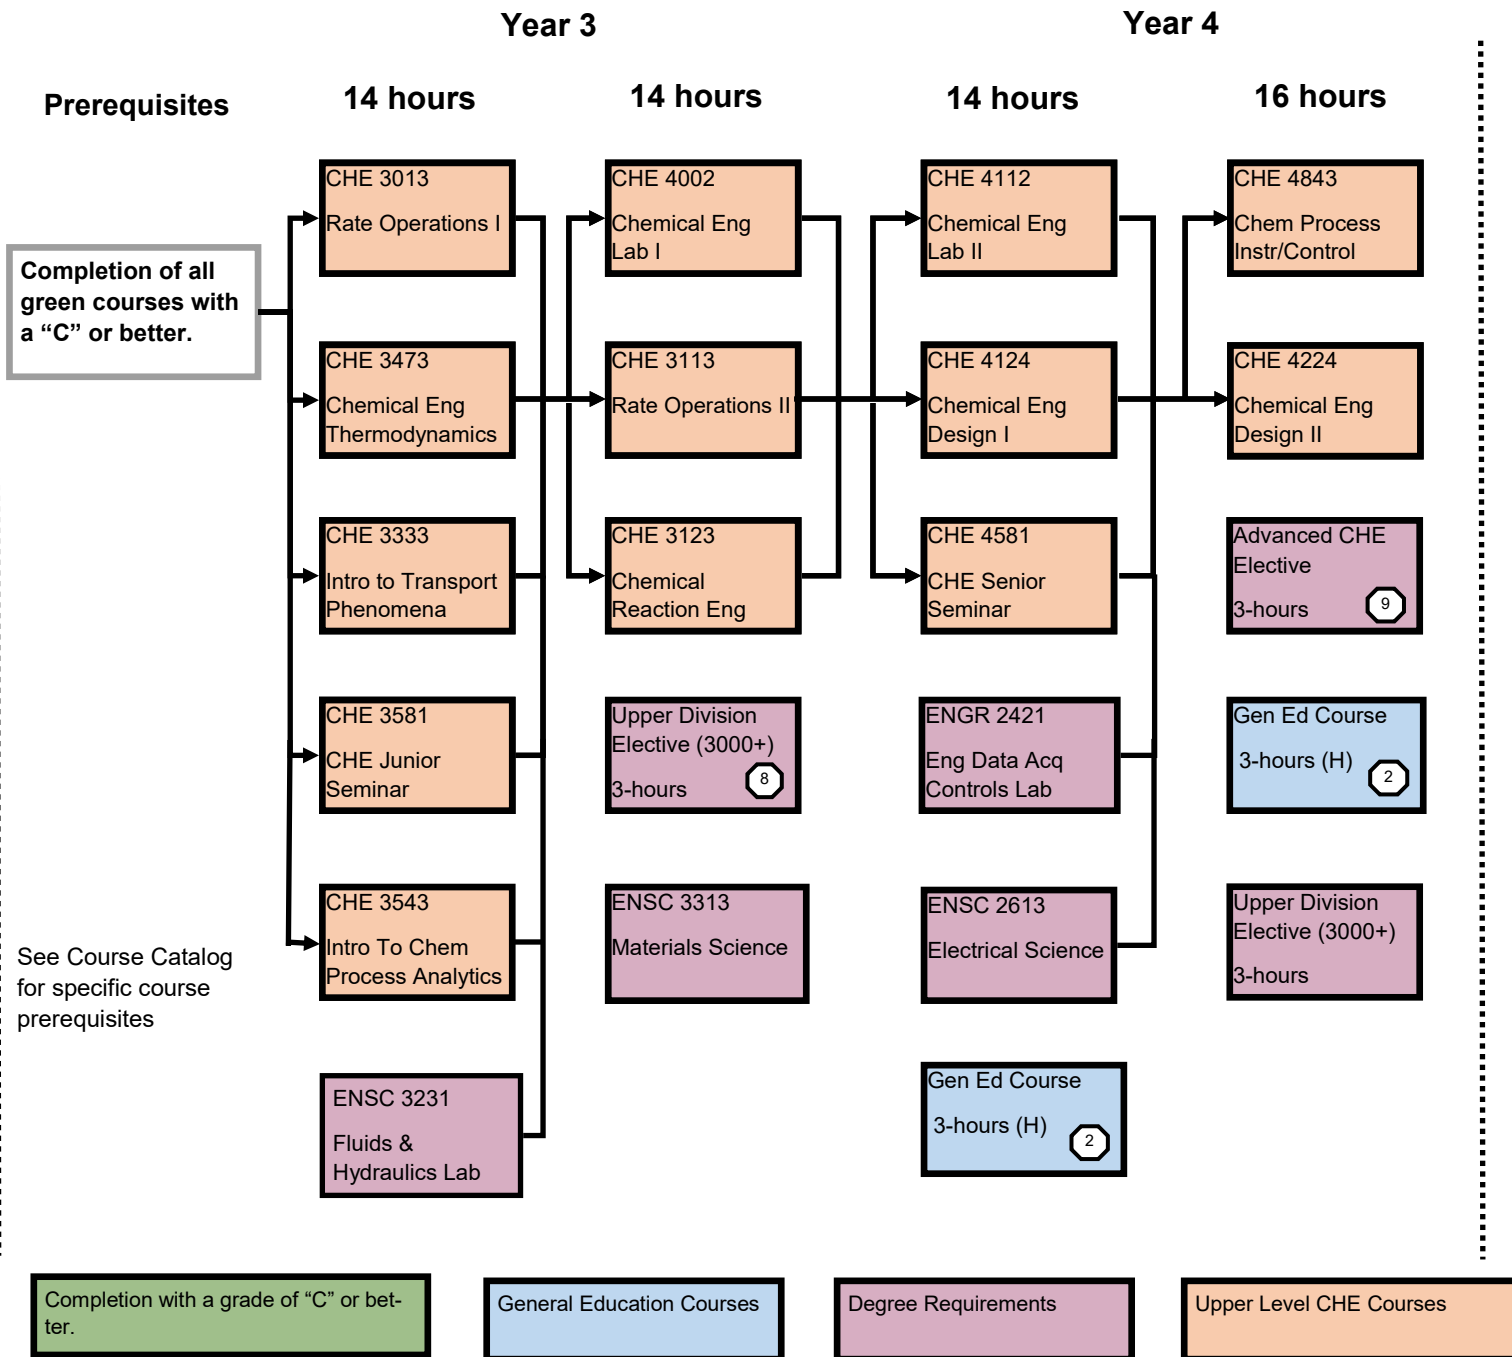 Year 3
Year 4
Prerequisites
14 hours
14 hours
14 hours
16 hours
Completion of all
green courses with
a “C” or better.
CHE 3013
Rate Operations I
CHE 3473
Chemical Eng
Thermodynamics
CHE 3333
Intro to Transport
Phenomena
CHE 3581
CHE Junior
Seminar
CHE 3543
Intro To Chem
Process Analytics
ENSC 3231
Fluids &
Hydraulics Lab
CHE 4002
Chemical Eng
Lab I
CHE 3113
Rate Operations II
CHE 3123
Chemical
Reaction Eng
Upper Division
Elective (3000+)
3-hours
8
ENSC 3313
Materials Science
CHE 4112
Chemical Eng
Lab II
CHE 4124
Chemical Eng
Design I
CHE 4581
CHE Senior
Seminar
ENGR 2421
Eng Data Acq
Controls Lab
ENSC 2613
Electrical Science
Gen Ed Course
3-hours (H)
2
CHE 4843
Chem Process
Instr/Control
CHE 4224
Chemical Eng
Design II
Advanced CHE
Elective
3-hours
9
Gen Ed Course
3-hours (H)
2
Upper Division
Elective (3000+)
3-hours
See Course Catalog
for specific course
prerequisites
Completion with a grade of “C” or bet-
ter.
General Education Courses
Degree Requirements
Upper Level CHE Courses